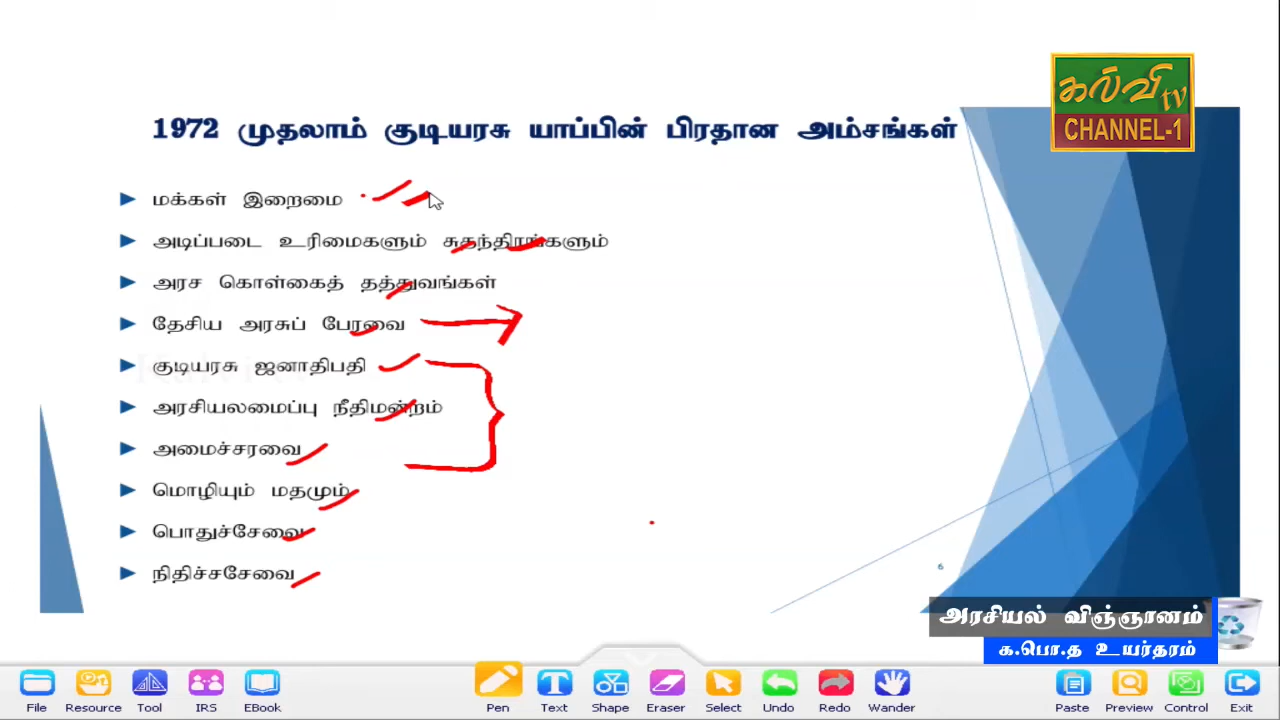 கல்வி tv
CHANNEL-1
1972 முதலாம் குடியரசு யாப்பின் பிரதான அம்சங்கள்
மக்கள் இறைமை
அடிப்படை உரிமைகளும் சுதந்திரங்களும்
அரச கொள்கைத் தத்துவங்கள்
தேசிய அரசுப் பேரவை
குடியரசு ஜனாதிபதி
அரசியலமைப்பு நீதிமன்றம்
அமைச்சரவை
மொழியும் மதமும்
பொதுச்சேவை
நிதிச்சசேவை
6
அரசியல் விஞ்ஞானம்
க.பொ.த உயர்தரம்
File Resource Tool IRS EBook Pen Text Shape Eraser Select Undo Redo Wander Paste Preview Control Exit